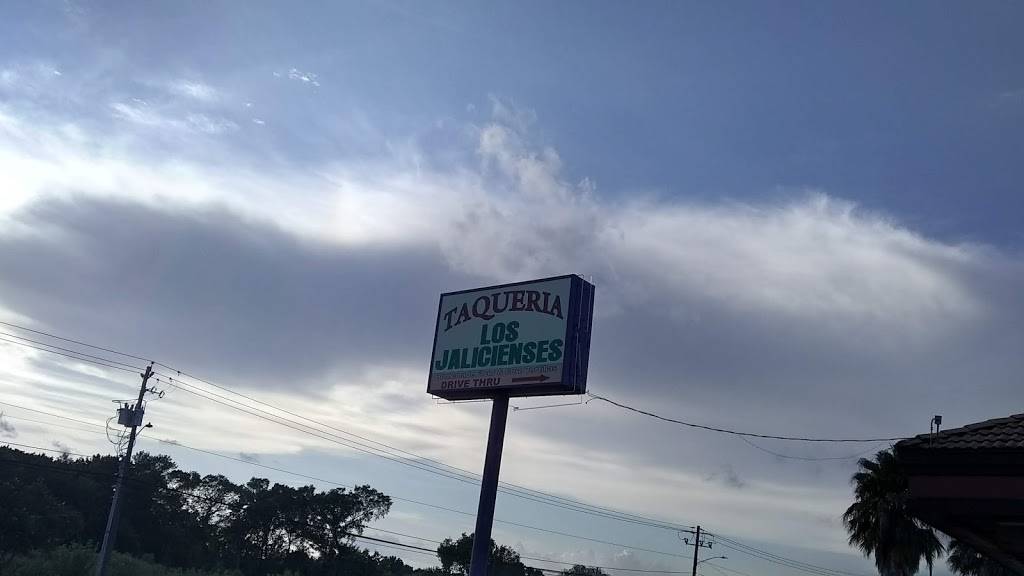 TAQUERIA
LOS
JALICIENSES
DRIVE THRU